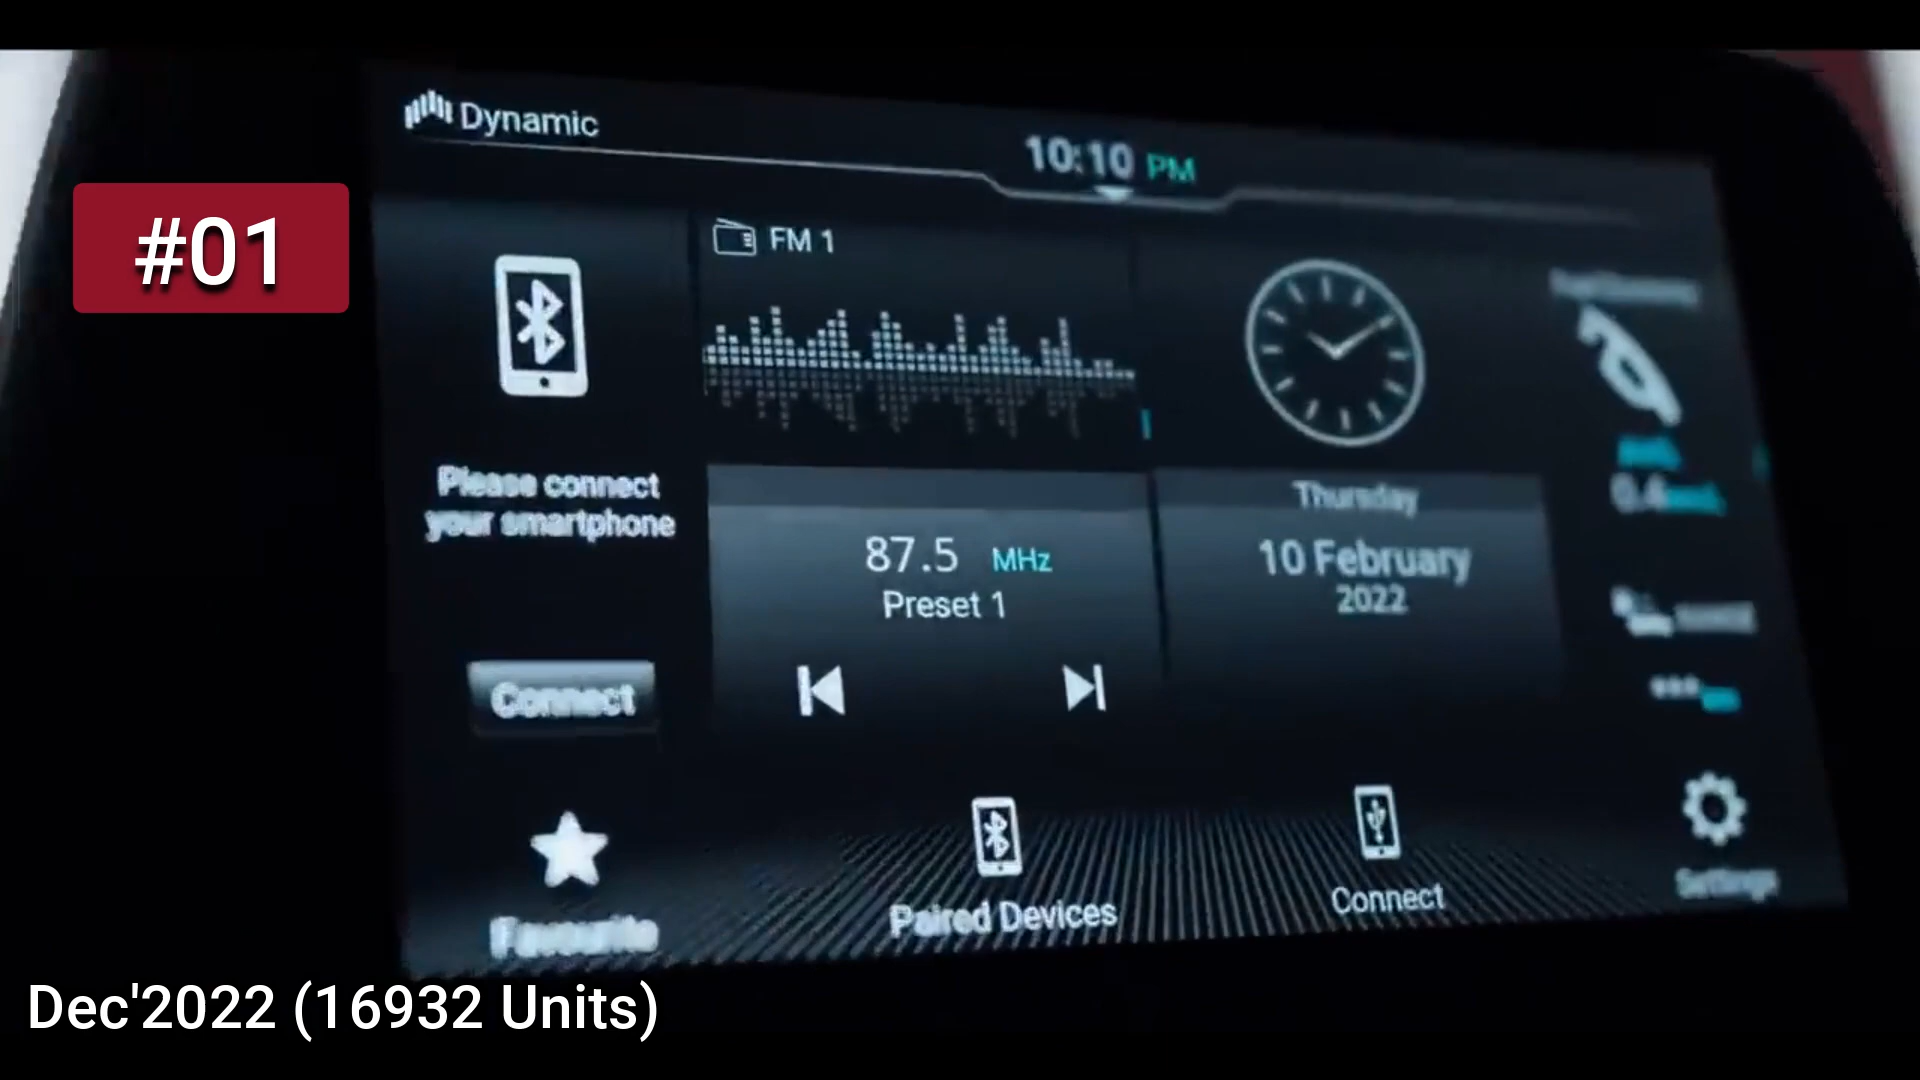 Dynamic
10:10 PM
#01
FM 1
Please connect
your smartphone
87.5 MHz
Preset 1
Thursday
10 February
2022
Connect
Favourite
Paired Devices
Connect
Settings
Dec'2022 (16932 Units)